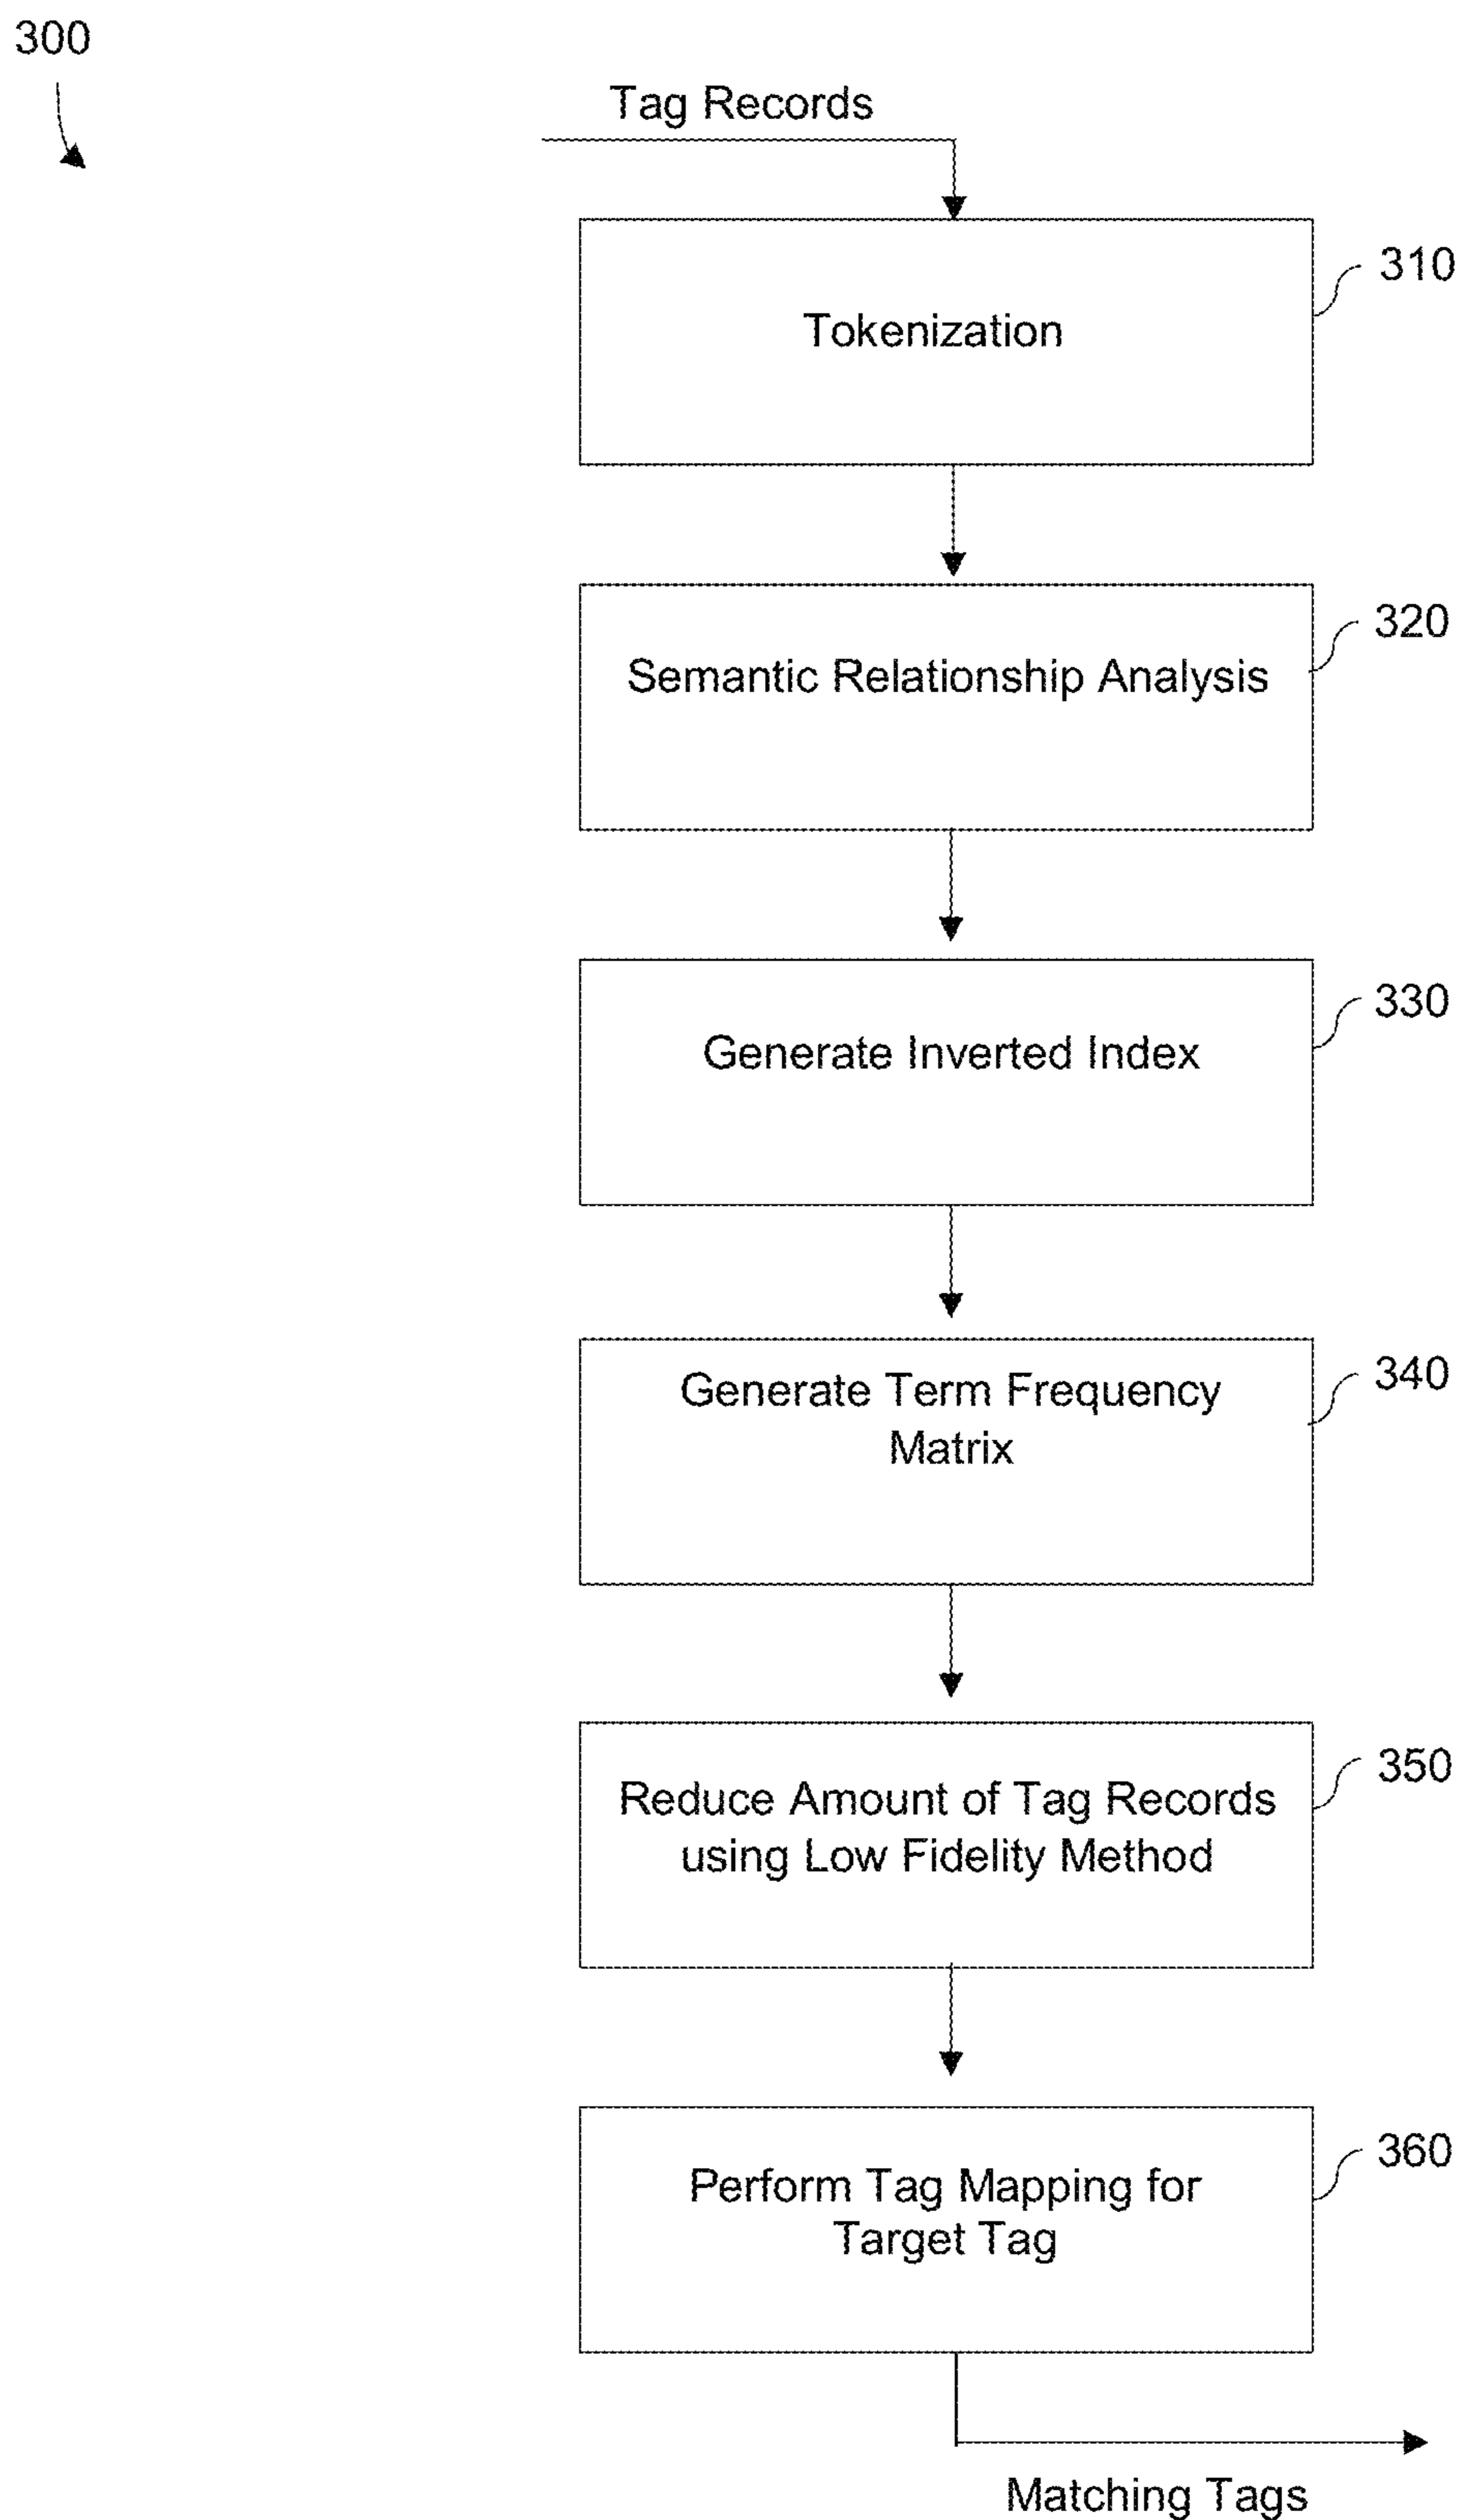 300
Tag Records
310
Tokenization
320
Semantic Relationship Analysis
330
Generate Inverted Index
340
Generate Term Frequency
Matrix
350
Reduce Amount of Tag Records
using Low Fidelity Method
360
Perform Tag Mapping for
Target Tag
Matching Tags